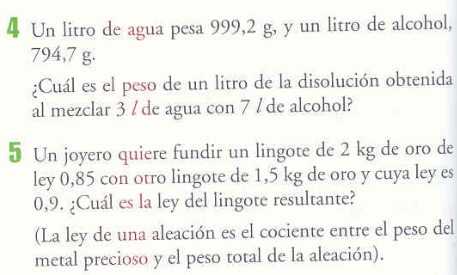 4 Un litro de agua pesa 999,2 g, y un litro de alcohol,
794,7 g.
¿Cuál es el peso de un litro de la disolución obtenida
al mezclar 3 l de agua con 7 l de alcohol?
5 Un joyero quiere fundir un lingote de 2 kg de oro de
ley 0,85 con otro lingote de 1,5 kg de oro y cuya ley es
0,9. ¿Cuál es la ley del lingote resultante?
(La ley de una aleación es el cociente entre el peso del
metal precioso y el peso total de la aleación).